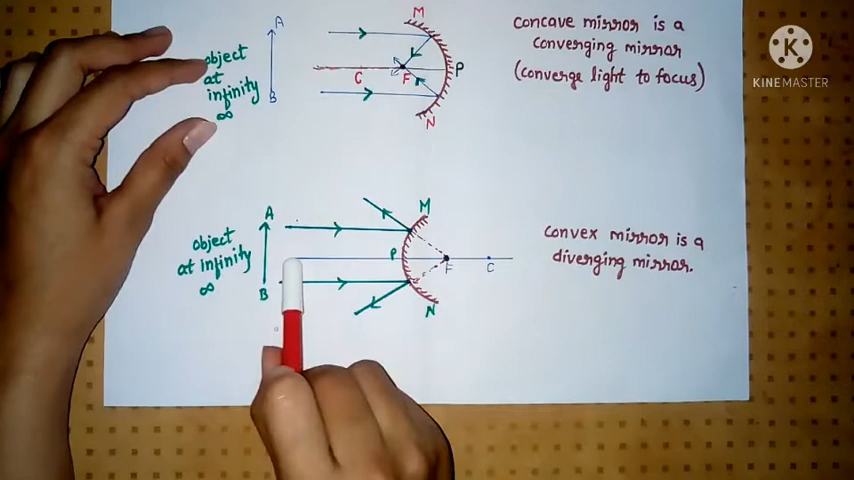 concave mirror is a
converging mirror
(converge light to focus)
K
KINEMASTER
M
A
object
at
infinity
∞
C
F
P
B
N
M
A
object
at infinity
∞
B
P
F
C
N
convex mirror is a
diverging mirror.